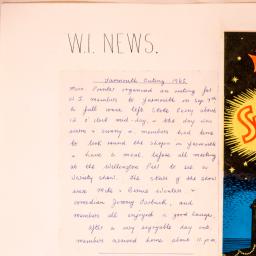 W.I. NEWS.
Yarmouth Outing 1965
Mrs. organised an outing for
W.I members to Yarmouth on Sep 7th
a full coach left Stoke Ferry about
12 o'clock mid-day, the day was
warm & sunny & members had time
to look round the shops in Yarmouth
& have a meal before all meeting
at the Wellington Pier to see a
Variety show. The stars of the show
were Mike & Bernie Winters &
comedian Jimmy and
members all enjoyed a good laugh,
after a very enjoyable day out
members arrived home about 11 p.m.
S